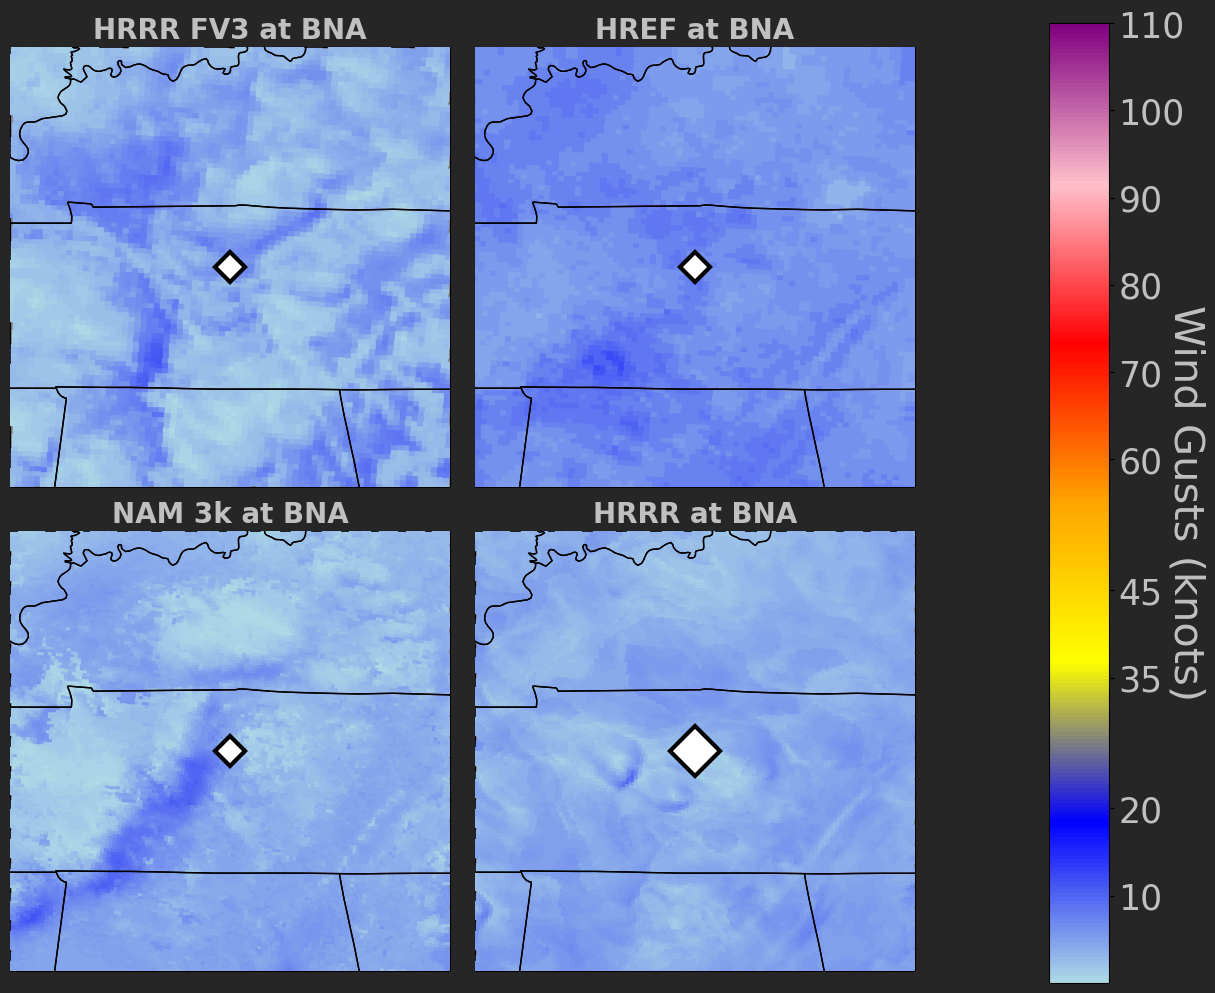 HRRR FV3 at BNA
HREF at BNA
NAM 3k at BNA
HRRR at BNA
110
100
90
80
70
60
45
35
20
10
Wind Gusts (knots)